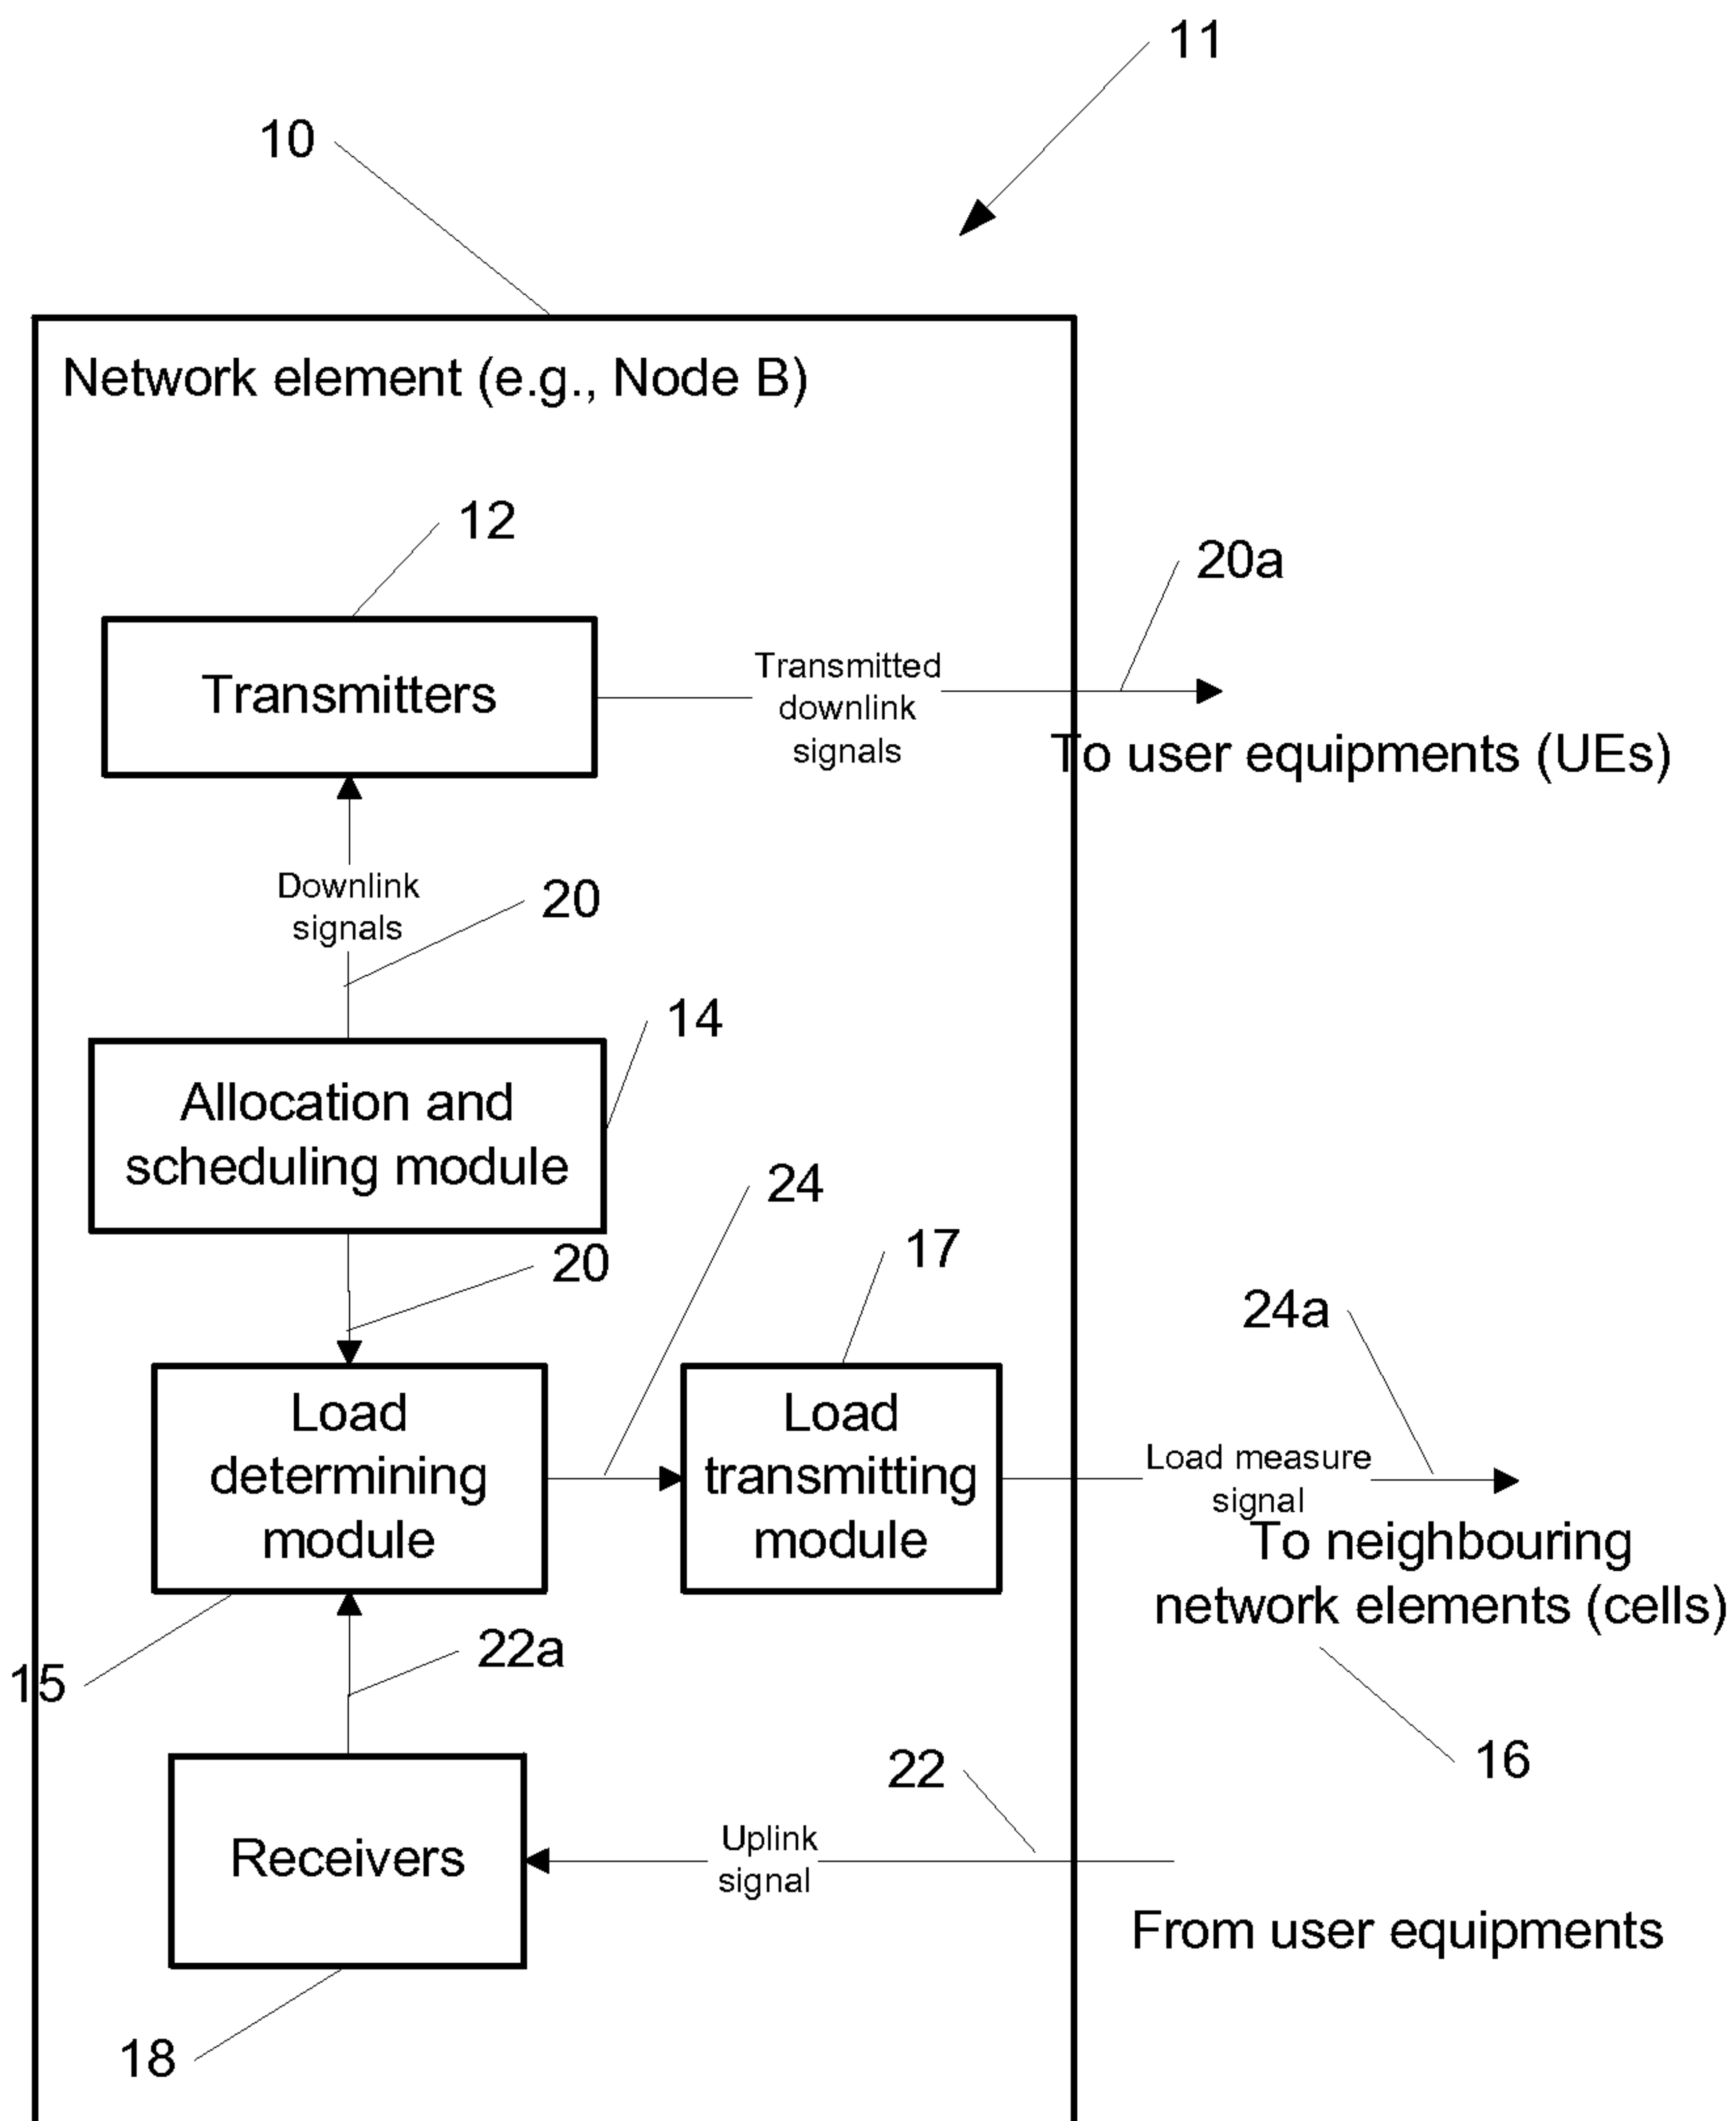 11
10
Network element (e.g., Node B)
12
20a
Transmitters
Transmitted
downlink
signals
To user equipments (UEs)
Downlink
signals
20
14
Allocation and
scheduling module
24
17
20
24a
Load
determining
module
Load
transmitting
module
Load measure
signal
To neighbouring
network elements (cells)
22a
15
16
22
Receivers
Uplink
signal
From user equipments
18